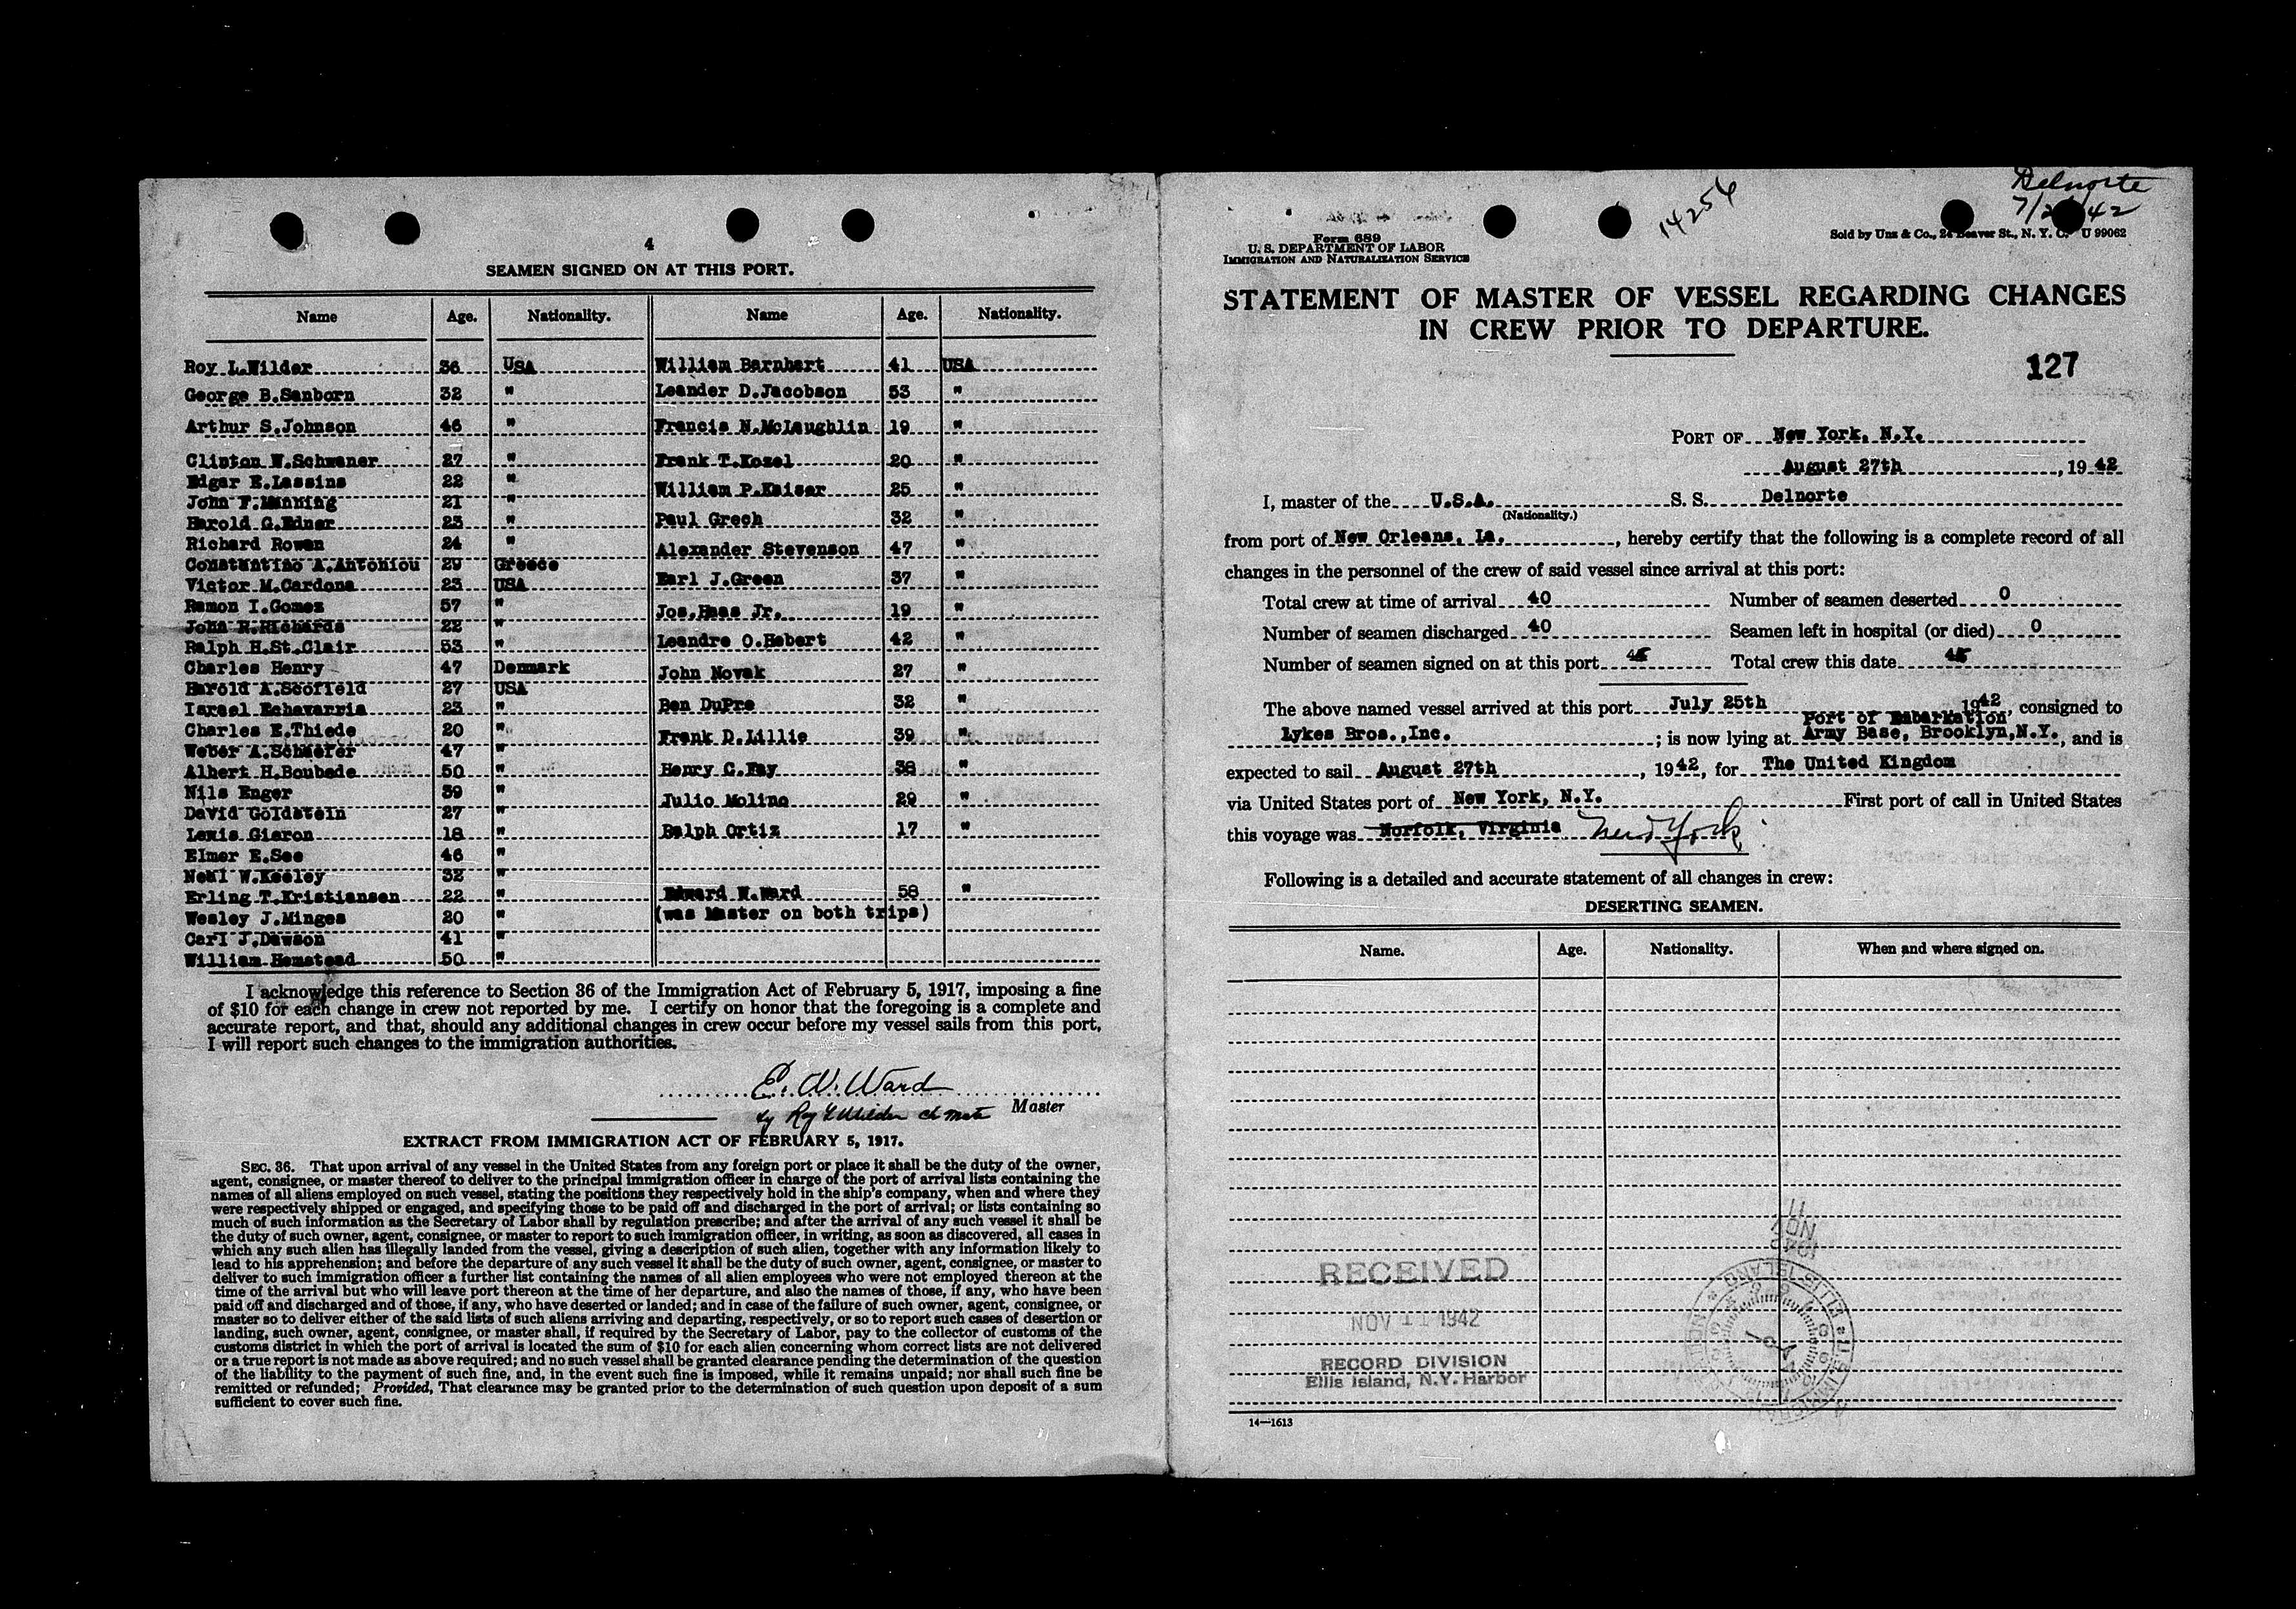 4
SEAMEN SIGNED ON AT THIS PORT.
Name Age. Nationality. Name Age. Nationality.
Roy L.Wilder 36 USA William Barnhart 41 USA
George B.Sanborn 32 " Leander D.Jacobson 53 "
Arthur S.Johnson 46 " Francis N.McLaughlin 19 "
Clinton W.Schwaner 27 " Frank T.Kozel 20 "
Edgar E.Lassins 22 " William P.Kaiser 25 "
John F.Manning 21 "
Harold G.Edner 23 " Paul Grech 32 "
Richard Rowen 24 " Alexander Stevenson 47 "
Constantino A.Antoniou 29 Greece
Victor M.Cardona 23 USA Earl J.Green 37 "
Ramon I.Gomez 57 " Jos.Haas Jr. 19 "
John R.Richards 22 "
Ralph H.St.Clair 53 " Leandre O.Hebert 42 "
Charles Henry 47 Denmark John Novak 27 "
Harold A.Scofield 27 USA
Israel Echavarria 23 " Ben DuPre 32 "
Charles E.Thiede 20 " Frank D.Lillie 39 "
Weber A.Schaefer 47 "
Albert H.Boubede 50 " Henry C.Fay 38 "
Nils Enger 39 " Julio Molino 29 "
David Goldstein 27 "
Lewis Gieron 18 " Ralph Ortiz 17 "
Elmer E.See 46 "
Neal W.Keeley 32 "
Erling T.Kristiansen 22 " Edward W.Ward 58 "
Wesley J.Minges 20 " (was Master on both trips)
Carl J.Dawson 41 "
William Hemstead 50 "
I acknowledge this reference to Section 36 of the Immigration Act of February 5, 1917, imposing a fine
of $10 for each change in crew not reported by me. I certify on honor that the foregoing is a complete and
accurate report, and that, should any additional changes in crew occur before my vessel sails from this port,
I will report such changes to the immigration authorities.
E. W. Ward
by Roy L Wilder ch mate Master
EXTRACT FROM IMMIGRATION ACT OF FEBRUARY 5, 1917.
SEC. 36. That upon arrival of any vessel in the United States from any foreign port or place it shall be the duty of the owner,
agent, consignee, or master thereof to deliver to the principal immigration officer in charge of the port of arrival lists containing the
names of all aliens employed on such vessel, stating the positions they respectively hold in the ship's company, when and where they
were respectively shipped or engaged, and specifying those to be paid off and discharged in the port of arrival; or lists containing so
much of such information as the Secretary of Labor shall by regulation prescribe; and after the arrival of any such vessel it shall be
the duty of such owner, agent, consignee, or master to report to such immigration officer, in writing, as soon as discovered, all cases in
which any such alien has illegally landed from the vessel, giving a description of such alien, together with any information likely to
lead to his apprehension; and before the departure of any such vessel it shall be the duty of such owner, agent, consignee, or master to
deliver to such immigration officer a further list containing the names of all alien employees who were not employed thereon at the
time of the arrival but who will leave port thereon at the time of her departure, and also the names of those, if any, who have been
paid off and discharged and of those, if any, who have deserted or landed; and in case of the failure of such owner, agent, consignee, or
master so to deliver either of the said lists of such aliens arriving and departing, respectively, or so to report such cases of desertion or
landing, such owner, agent, consignee, or master shall, if required by the Secretary of Labor, pay to the collector of customs of the
customs district in which the port of arrival is located the sum of $10 for each alien concerning whom correct lists are not delivered
or a true report is not made as above required; and no such vessel shall be granted clearance pending the determination of the question
of the liability to the payment of such fine, and, in the event such fine is imposed, while it remains unpaid; nor shall such fine be
remitted or refunded; Provided, That clearance may be granted prior to the determination of such question upon deposit of a sum
sufficient to cover such fine.
Delnorte
7/2 42
14256
Form 689
U. S. DEPARTMENT OF LABOR
IMMIGRATION AND NATURALIZATION SERVICE
Sold by Unz & Co., 24 Beaver St., N. Y. C. U 99062
STATEMENT OF MASTER OF VESSEL REGARDING CHANGES
IN CREW PRIOR TO DEPARTURE.
127
PORT OF New York, N.Y.
August 27th, 1942
I, master of the U.S.A. S. S. Delnorte
(Nationality.)
from port of New Orleans, La., hereby certify that the following is a complete record of all
changes in the personnel of the crew of said vessel since arrival at this port:
Total crew at time of arrival 40 Number of seamen deserted 0
Number of seamen discharged 40 Seamen left in hospital (or died) 0
Number of seamen signed on at this port 45 Total crew this date 45
The above named vessel arrived at this port July 25th 1942, consigned to
Port of Embarkation
Lykes Bros.,Inc.; is now lying at Army Base, Brooklyn,N.Y., and is
expected to sail August 27th, 1942, for The United Kingdom
via United States port of New York, N.Y. First port of call in United States
this voyage was Norfolk, Virginia New York
Following is a detailed and accurate statement of all changes in crew:
DESERTING SEAMEN.
Name. Age. Nationality. When and where signed on.
RECEIVED
NOV 11 1942
RECORD DIVISION
Ellis Island, N.Y. Harbor
1942
NOV
11
14—1613